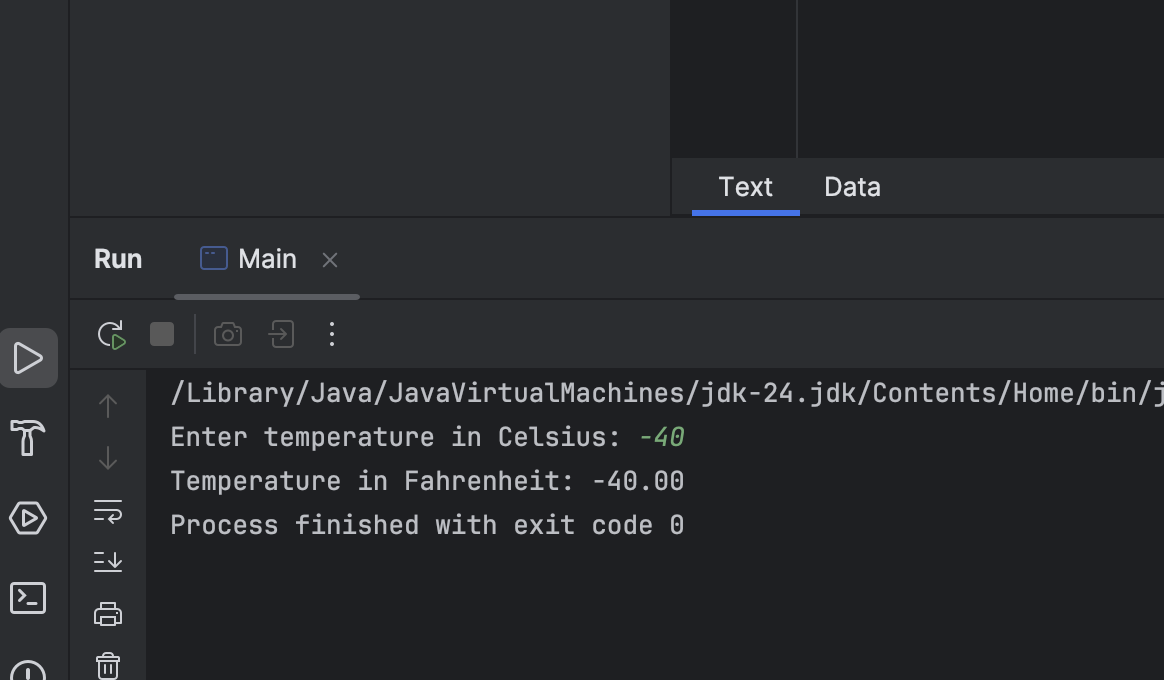 Text Data
Run Main
/Library/Java/JavaVirtualMachines/jdk-24.jdk/Contents/Home/bin/j
Enter temperature in Celsius: -40
Temperature in Fahrenheit: -40.00
Process finished with exit code 0